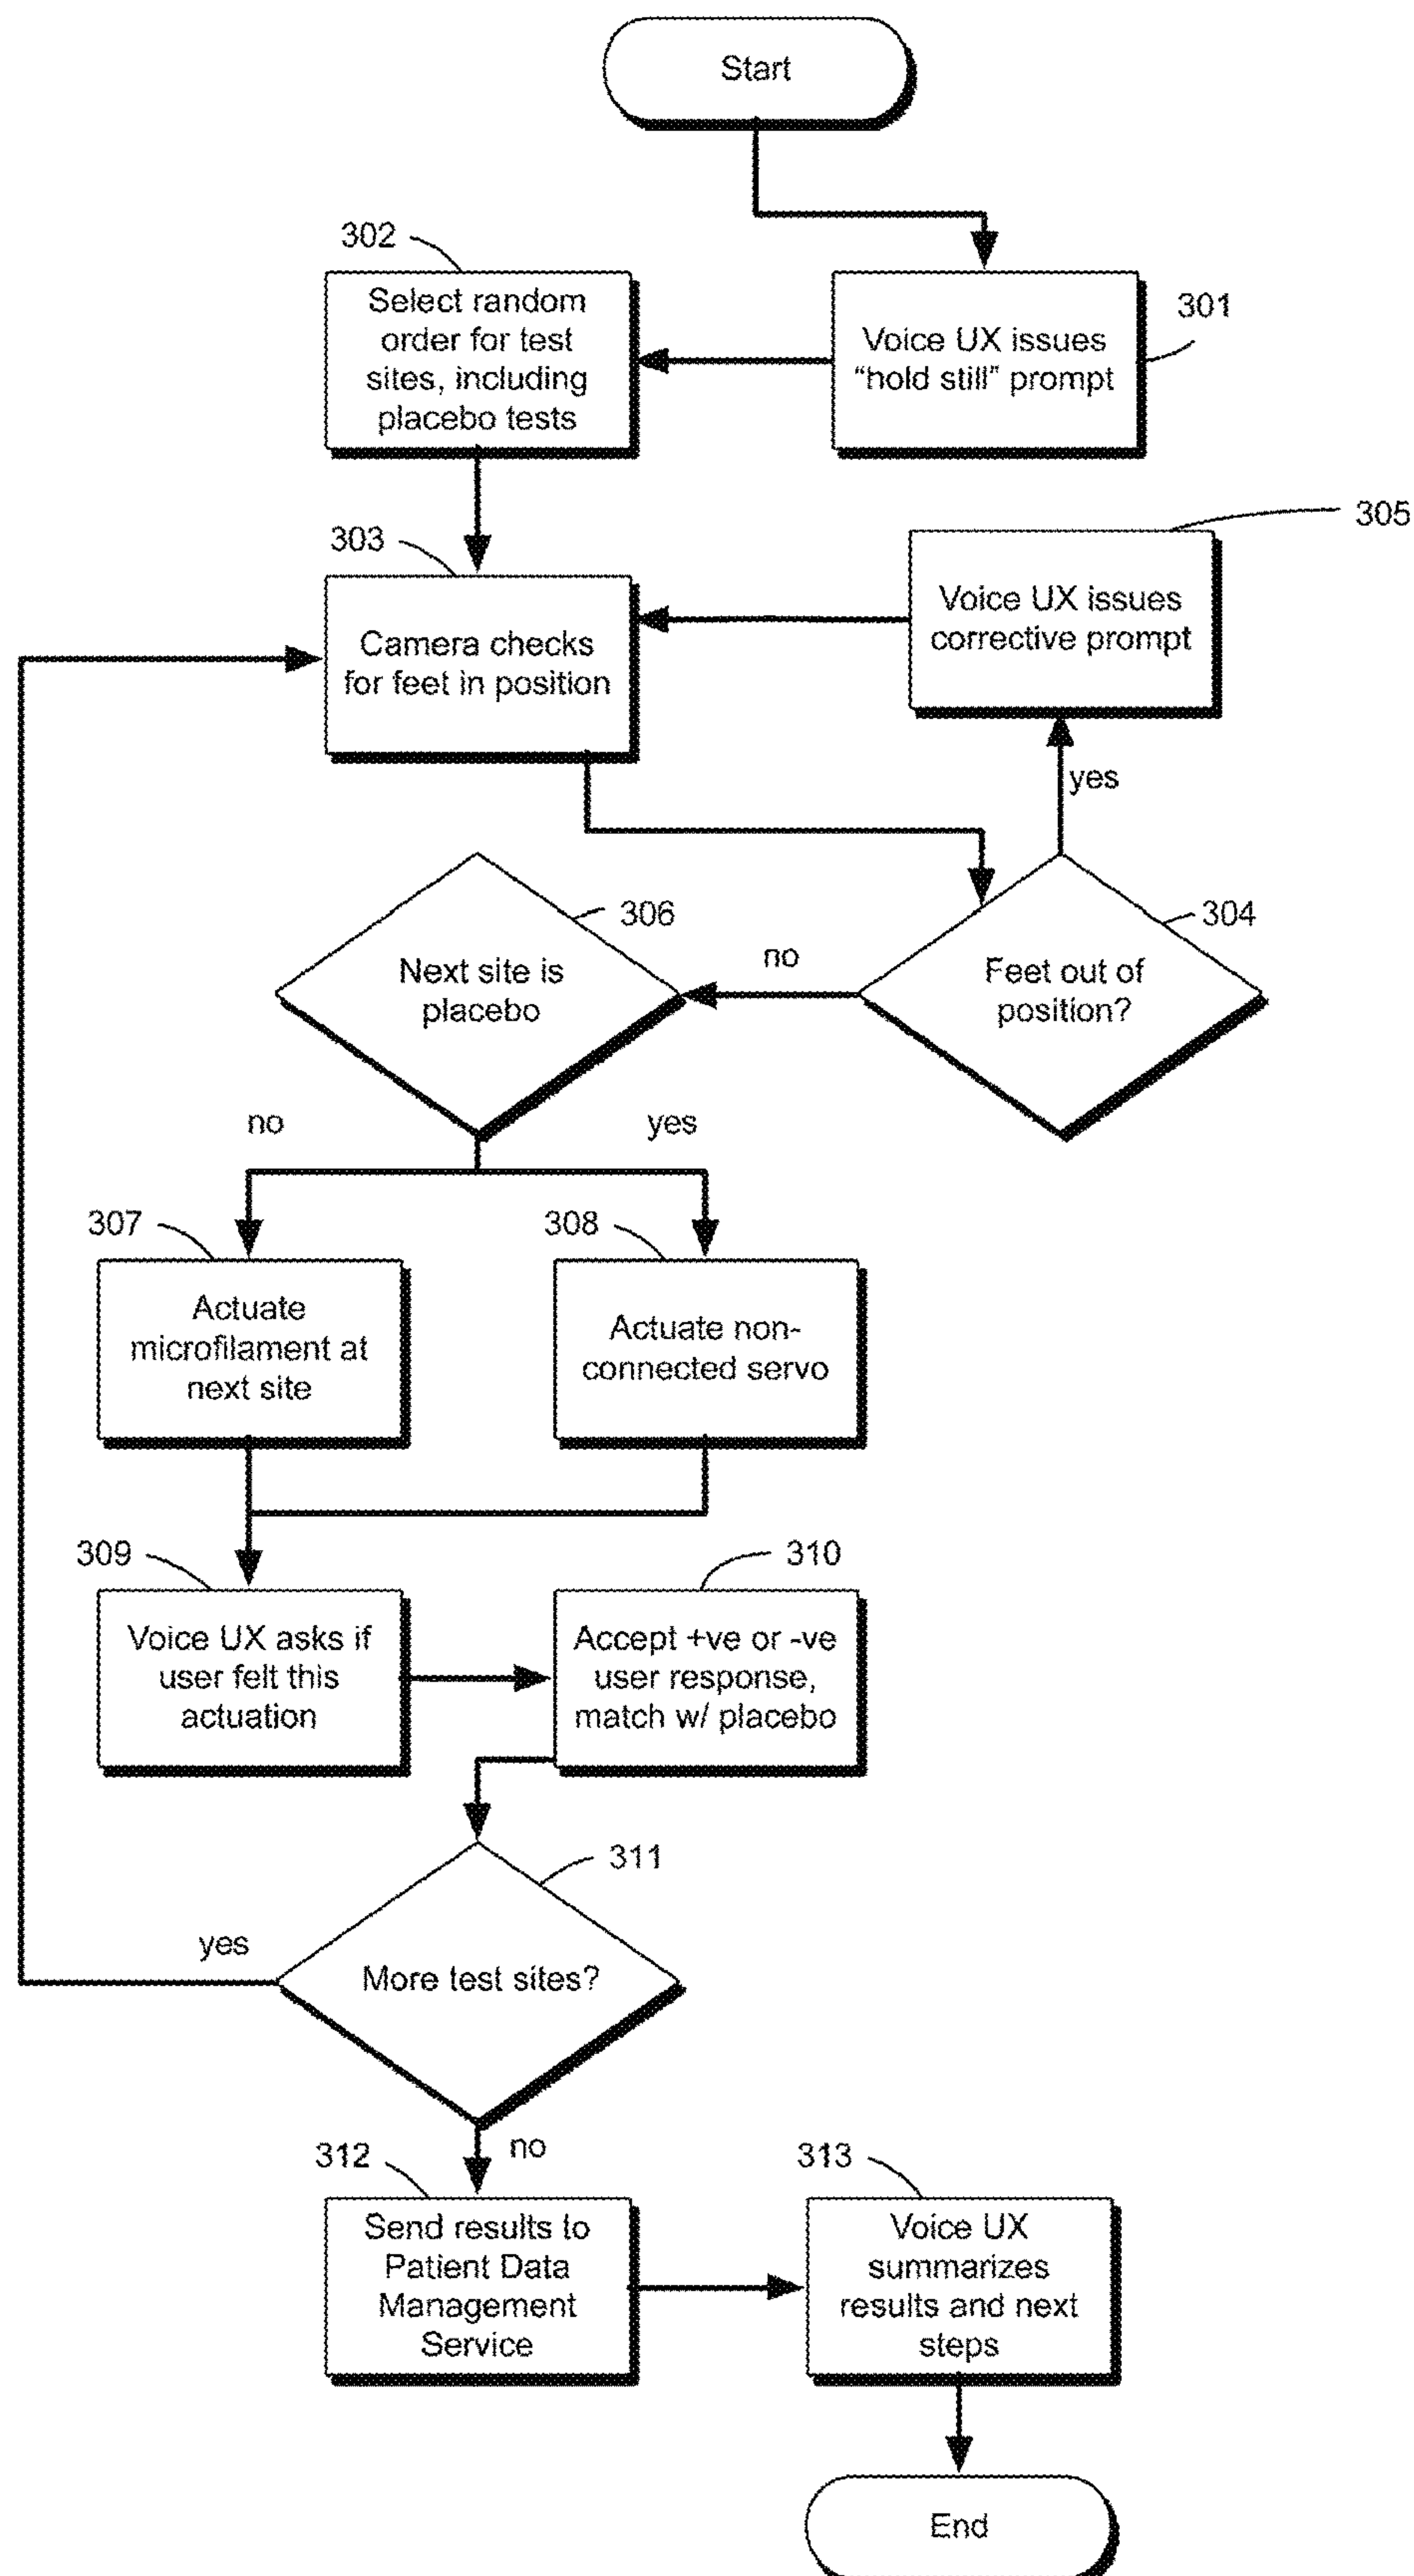 Start
302
Select random
order for test
sites, including
placebo tests
301
Voice UX issues
“hold still” prompt
303
Camera checks
for feet in position
305
Voice UX issues
corrective prompt
yes
306
Next site is
placebo
no
304
Feet out of
position?
no
yes
307
Actuate
microfilament at
next site
308
Actuate non-
connected servo
309
Voice UX asks if
user felt this
actuation
310
Accept +ve or -ve
user response,
match w/ placebo
311
yes
More test sites?
no
312
Send results to
Patient Data
Management
Service
313
Voice UX
summarizes
results and next
steps
End